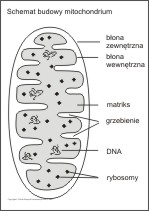 Schemat budowy mitochondrium
błona
zewnętrzna
błona
wewnętrzna
matriks
grzebienie
DNA
rybosomy